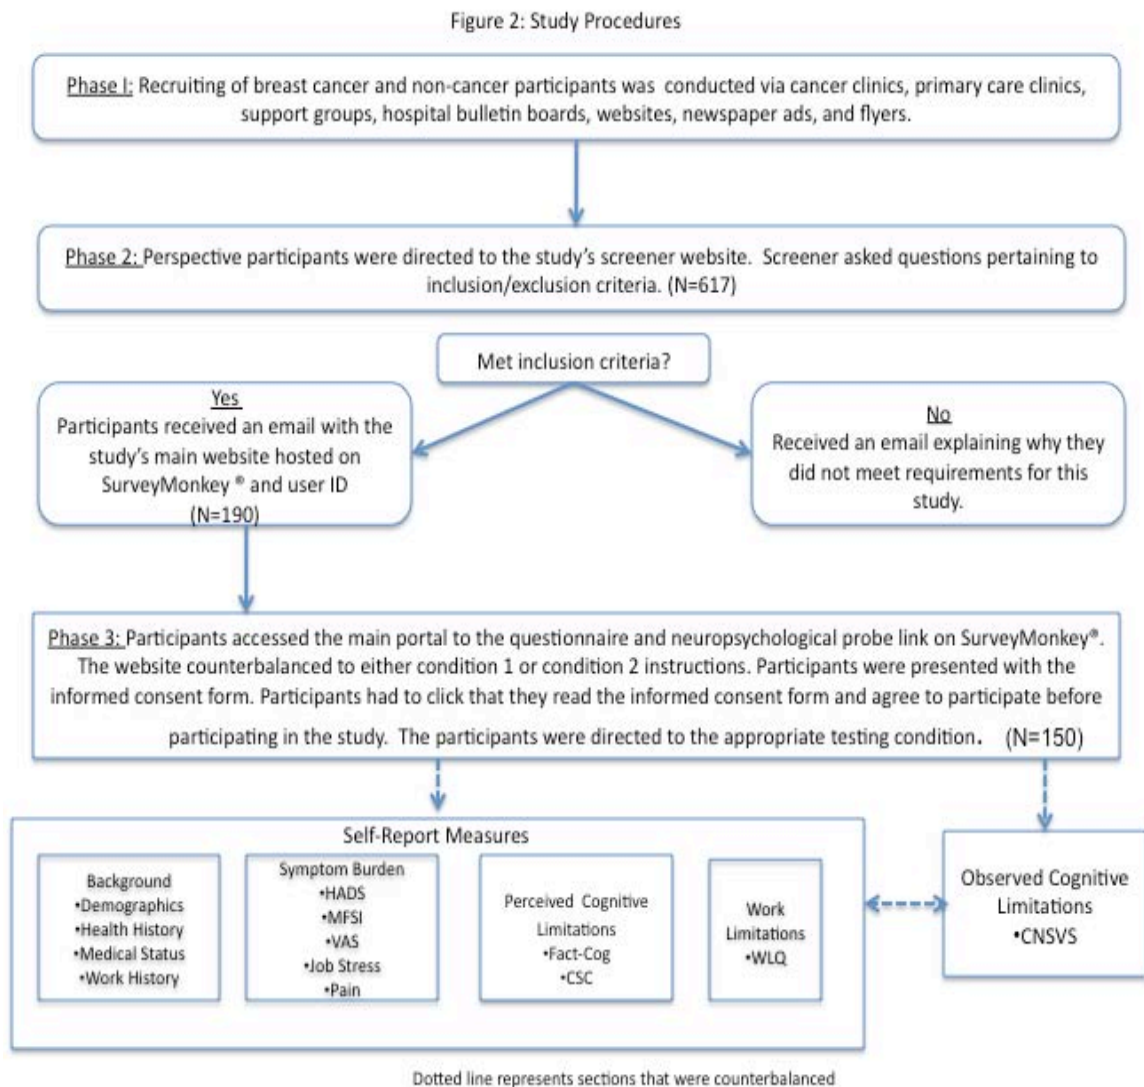 Figure 2: Study Procedures
Phase I: Recruiting of breast cancer and non-cancer participants was conducted via cancer clinics, primary care clinics,
support groups, hospital bulletin boards, websites, newspaper ads, and flyers.
Phase 2: Perspective participants were directed to the study's screener website. Screener asked questions pertaining to
inclusion/exclusion criteria. (N=617)
Met inclusion criteria?
Yes
Participants received an email with the
study's main website hosted on
SurveyMonkey ® and user ID
(N=190)
No
Received an email explaining why they
did not meet requirements for this
study.
Phase 3: Participants accessed the main portal to the questionnaire and neuropsychological probe link on SurveyMonkey®.
The website counterbalanced to either condition 1 or condition 2 instructions. Participants were presented with the
informed consent form. Participants had to click that they read the informed consent form and agree to participate before
participating in the study. The participants were directed to the appropriate testing condition. (N=150)
Self-Report Measures
Background
•Demographics
•Health History
•Medical Status
•Work History
Symptom Burden
•HADS
•MFSI
•VAS
•Job Stress
•Pain
Perceived Cognitive
Limitations
•Fact-Cog
•CSC
Work
Limitations
•WLQ
Observed Cognitive
Limitations
•CNSVS
Dotted line represents sections that were counterbalanced